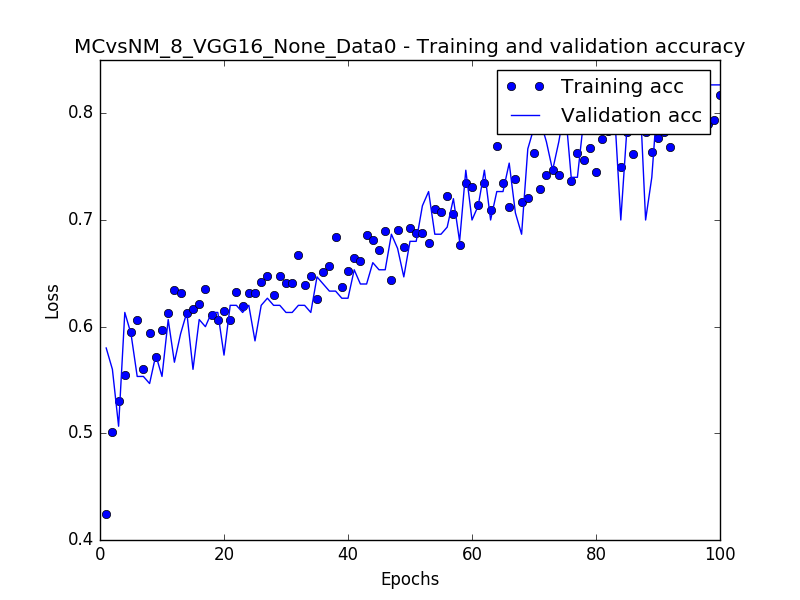 MCvsNM_8_VGG16_None_Data0 - Training and validation accuracy
Training acc
Validation acc
0.8
0.7
0.6
0.5
0.4
Loss
0
20
40
60
80
100
Epochs